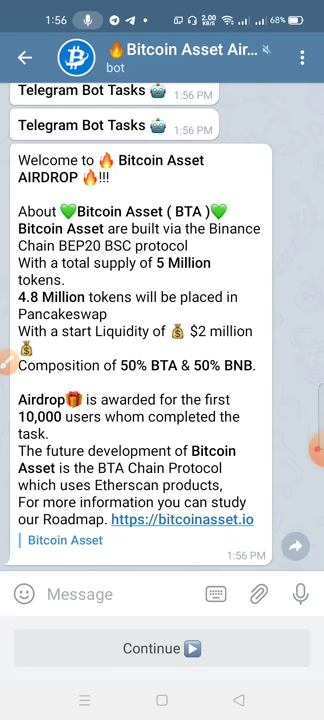 1:56 2.00 KB/S 68%
🔥Bitcoin Asset Air...
bot
Telegram Bot Tasks 🤖
1:56 PM
Telegram Bot Tasks 🤖
1:56 PM
Welcome to 🔥 Bitcoin Asset
AIRDROP 🔥!!!
About 💚Bitcoin Asset ( BTA )💚
Bitcoin Asset are built via the Binance
Chain BEP20 BSC protocol
With a total supply of 5 Million
tokens.
4.8 Million tokens will be placed in
Pancakeswap
With a start Liquidity of 💰 $2 million
💰
Composition of 50% BTA & 50% BNB.
Airdrop🎁 is awarded for the first
10,000 users whom completed the
task.
The future development of Bitcoin
Asset is the BTA Chain Protocol
which uses Etherscan products,
For more information you can study
our Roadmap. https://bitcoinasset.io
Bitcoin Asset
1:56 PM
Message
Continue ▶️